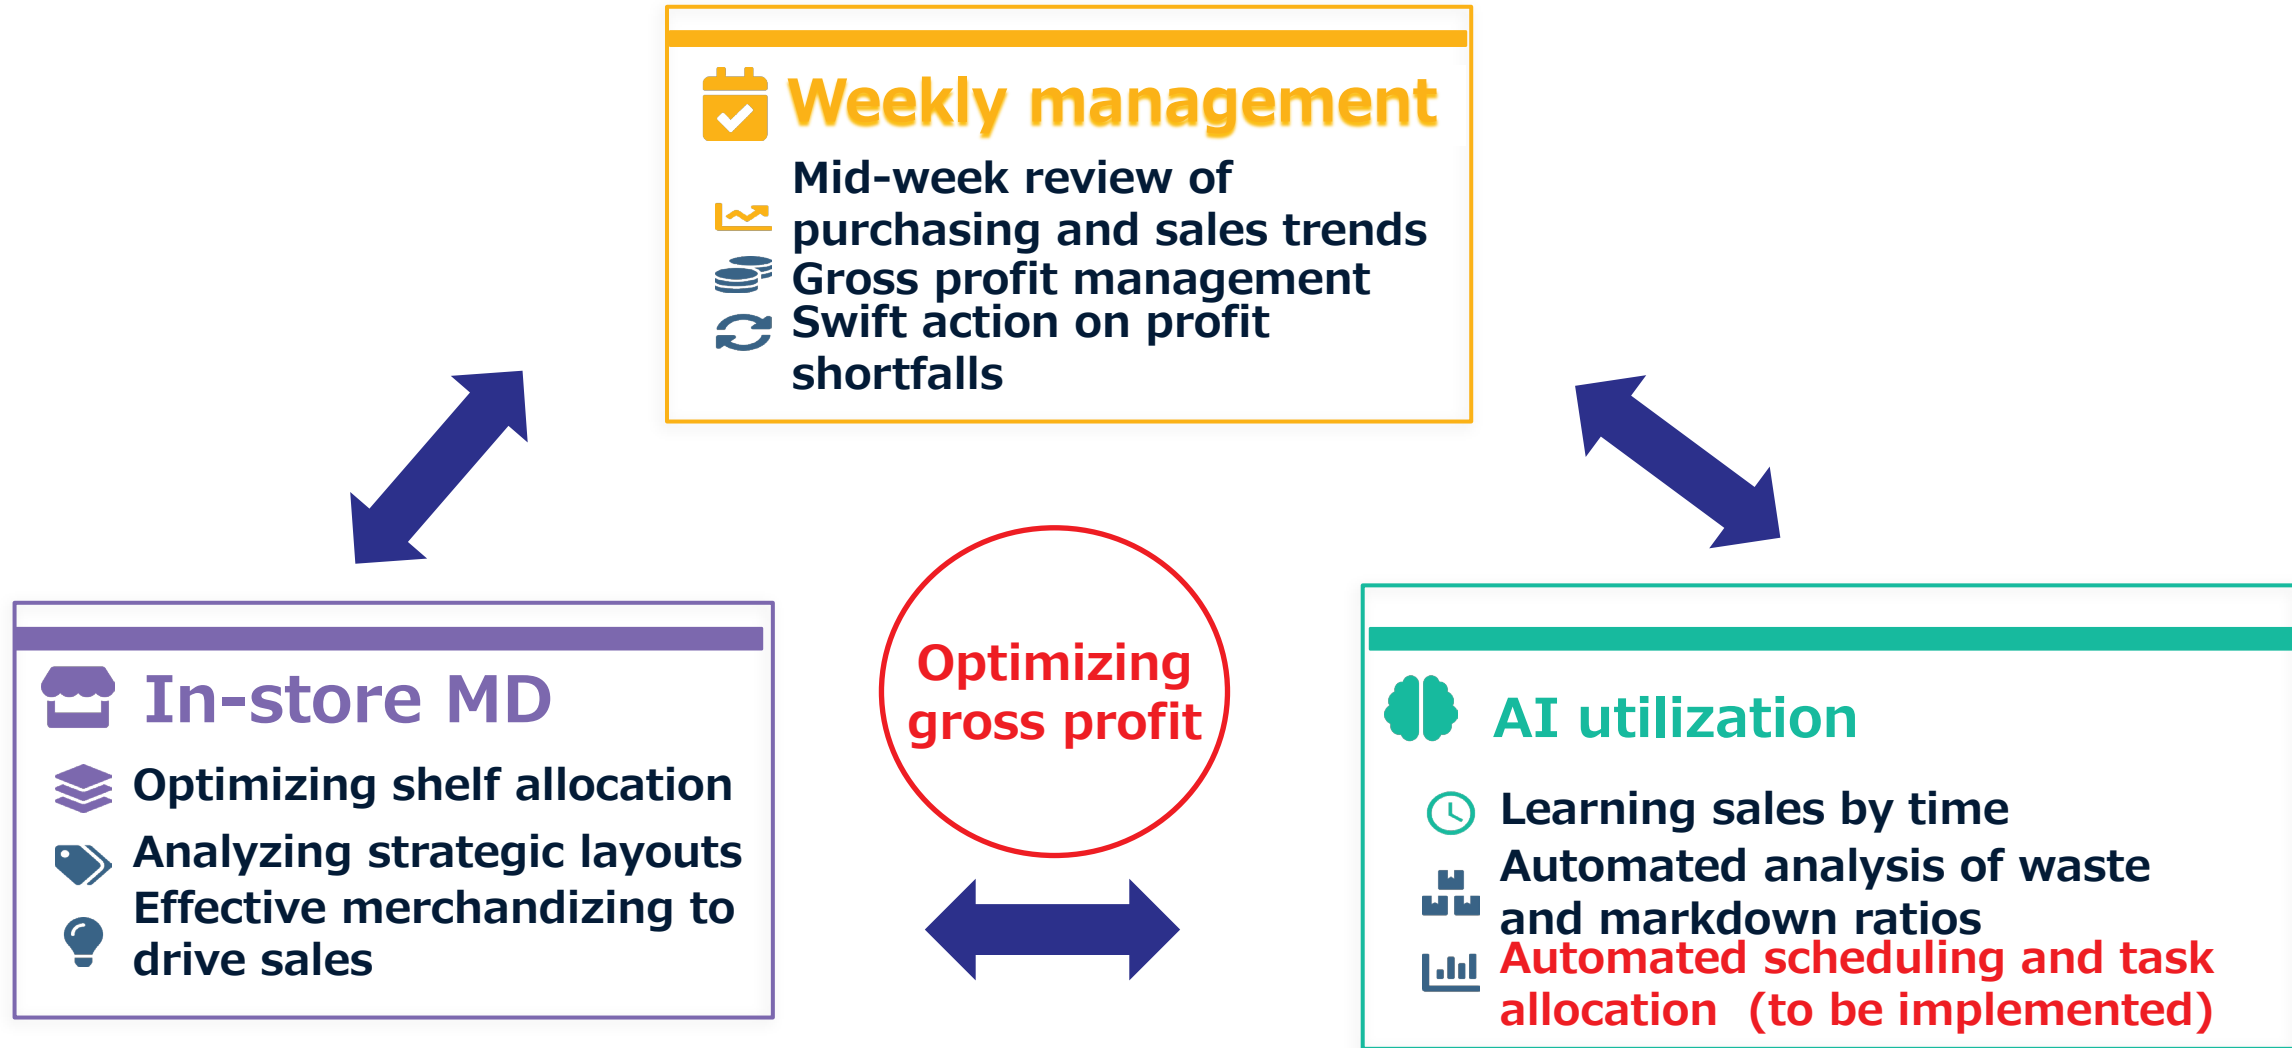 Weekly management
Mid-week review of
purchasing and sales trends
Gross profit management
Swift action on profit
shortfalls
In-store MD
Optimizing shelf allocation
Analyzing strategic layouts
Effective merchandizing to
drive sales
Optimizing
gross profit
AI utilization
Learning sales by time
Automated analysis of waste
and markdown ratios
Automated scheduling and task
allocation (to be implemented)